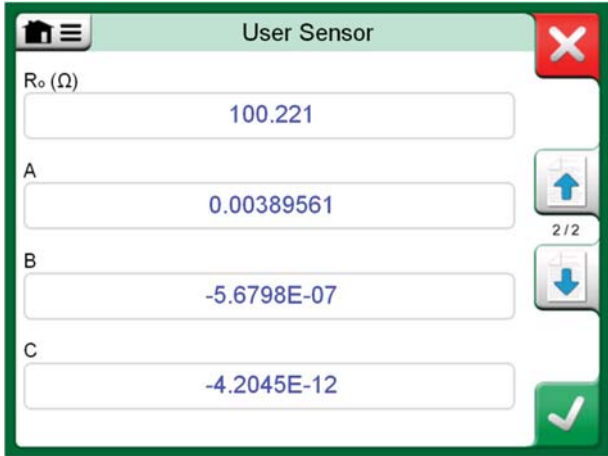 User Sensor
R₀ (Ω)
100.221
A
0.00389561
2/2
B
-5.6798E-07
C
-4.2045E-12